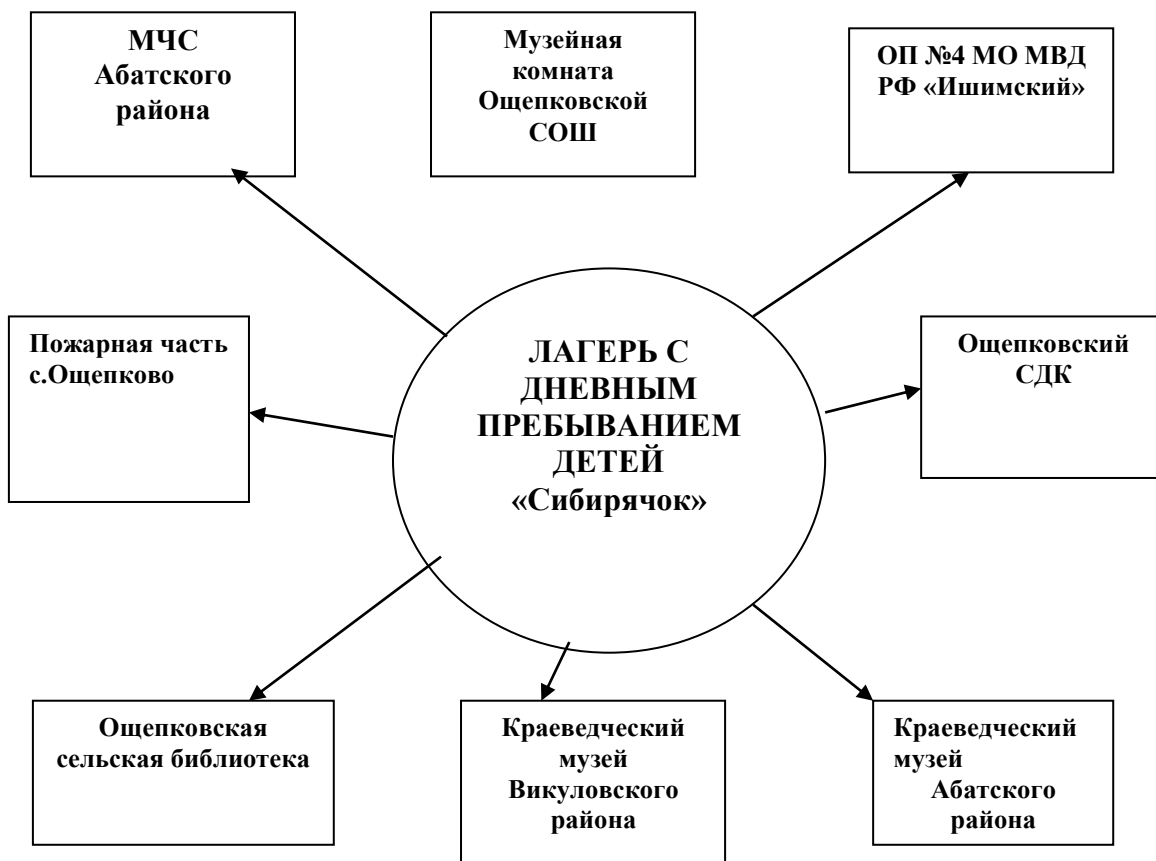 МЧС
Абатского
района
Музейная
комната
Ощепковской
СОШ
ОП №4 МО МВД
РФ «Ишимский»
Пожарная часть
с.Ощепково
ЛАГЕРЬ С
ДНЕВНЫМ
ПРЕБЫВАНИЕМ
ДЕТЕЙ
«Сибирячок»
Ощепковский
СДК
Ощепковская
сельская библиотека
Краеведческий
музей
Викуловского
района
Краеведческий
музей
Абатского
района